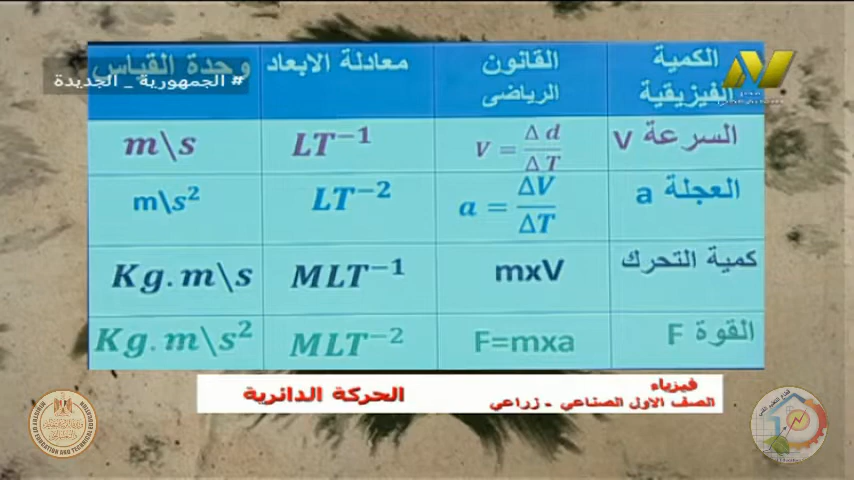 الكمية الفيزيقية
القانون الرياضى
معادلة الابعاد
وحدة القياس
#الجمهورية _ الجديدة
السرعة V
V = Δ d / Δ T
LT⁻¹
m\s
العجلة a
a = ΔV / ΔT
LT⁻²
m\s²
كمية التحرك
mxV
MLT⁻¹
Kg.m\s
القوة F
F=mxa
MLT⁻²
Kg.m\s²
فيزياء
الصف الاول الصناعي - زراعي
الحركة الدائرية